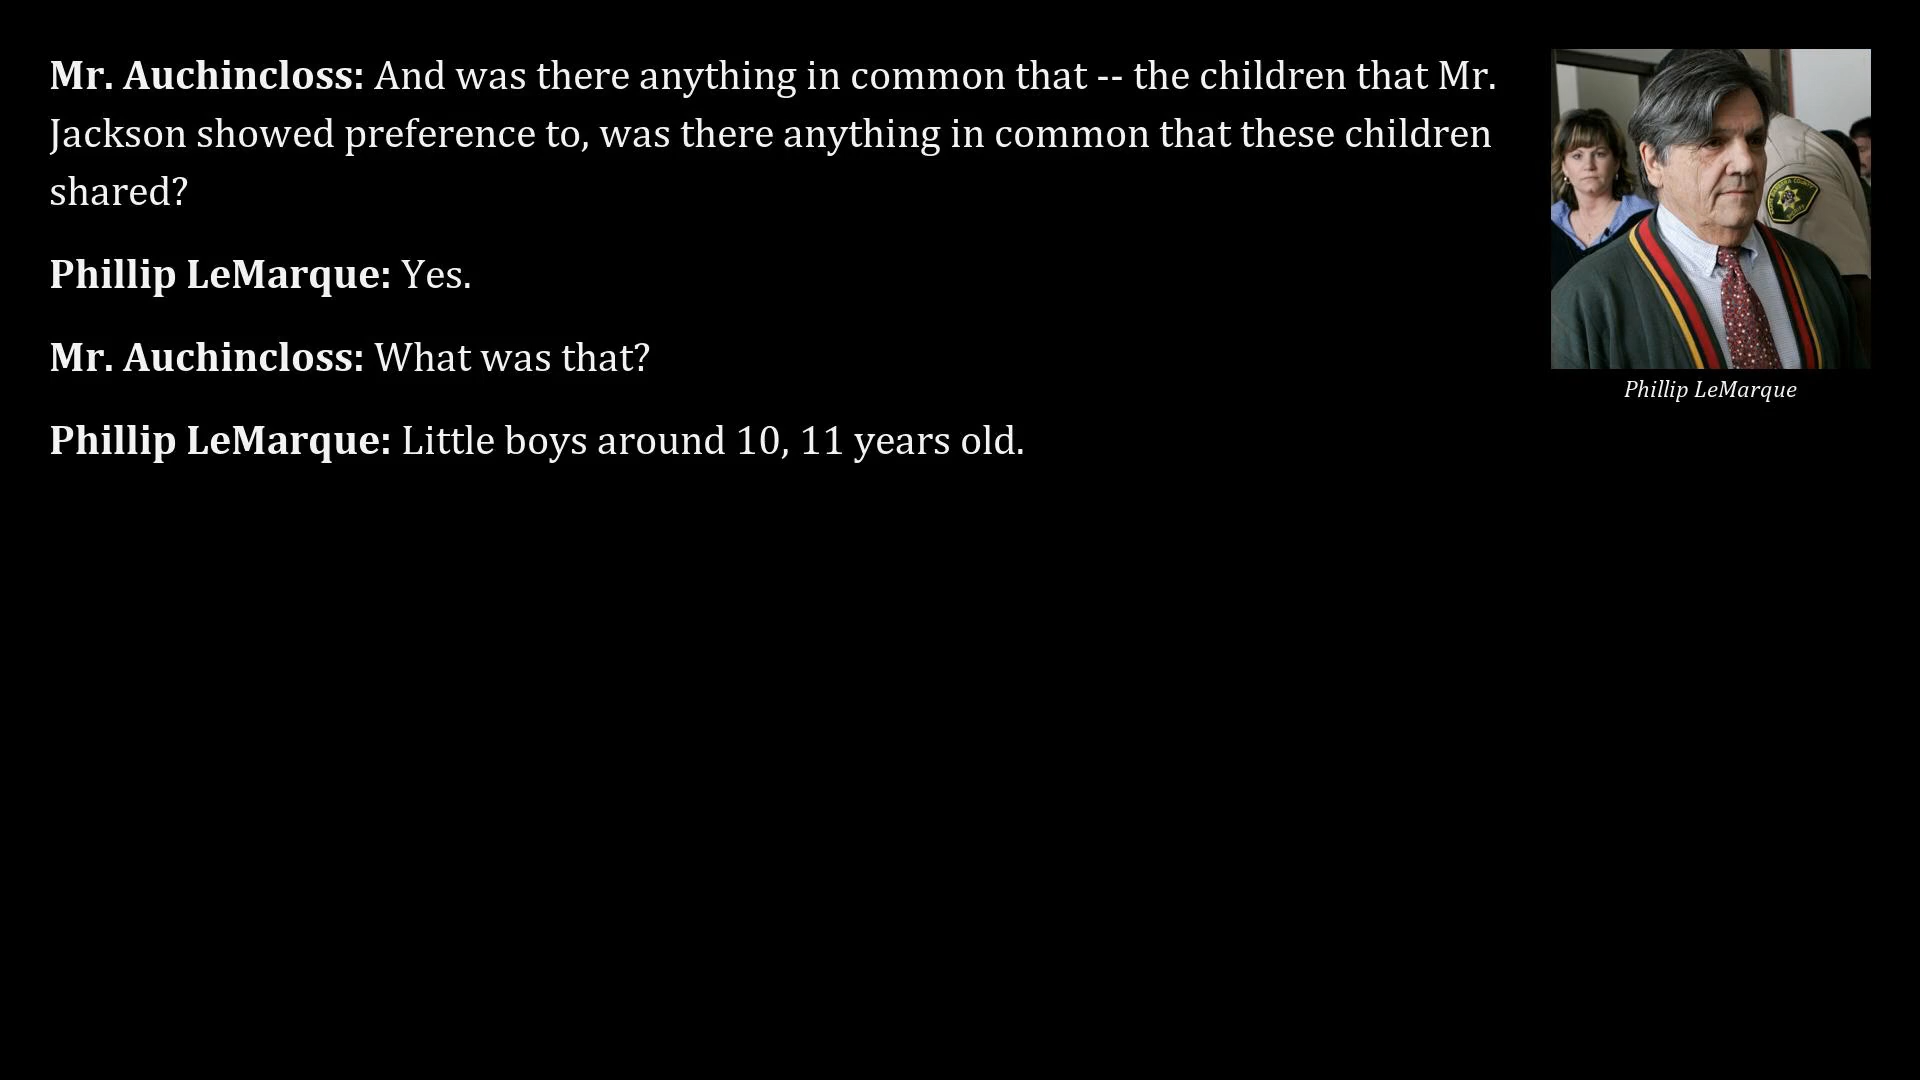 Mr. Auchincloss: And was there anything in common that -- the children that Mr.
Jackson showed preference to, was there anything in common that these children
shared?
Phillip LeMarque: Yes.
Mr. Auchincloss: What was that?
Phillip LeMarque: Little boys around 10, 11 years old.
Phillip LeMarque